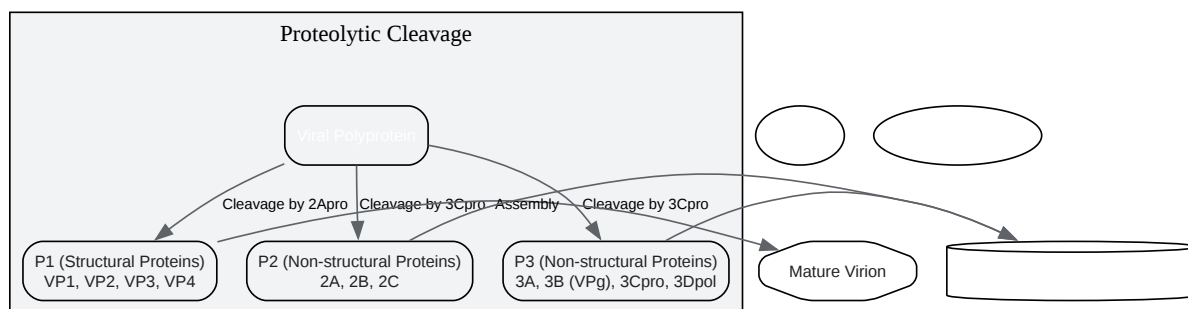 Proteolytic Cleavage
Viral Polyprotein
Cleavage by 2Apro
Cleavage by 3Cpro
Assembly
Cleavage by 3Cpro
P1 (Structural Proteins)
VP1, VP2, VP3, VP4
P2 (Non-structural Proteins)
2A, 2B, 2C
P3 (Non-structural Proteins)
3A, 3B (VPg), 3Cpro, 3Dpol
Mature Virion